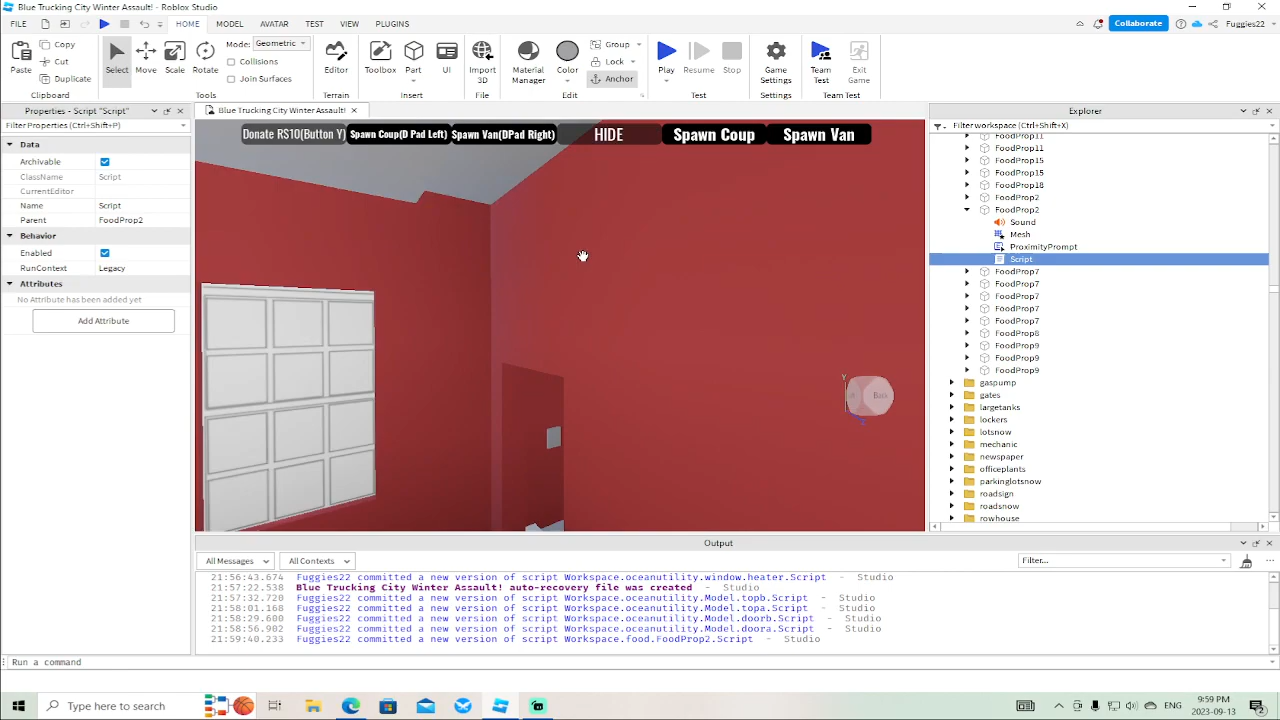 Blue Trucking City Winter Assault! - Roblox Studio
FILE HOME MODEL AVATAR TEST VIEW PLUGINS Collaborate Fuggies22
Paste Copy Cut Duplicate Clipboard
Select Move Scale Rotate Mode: Geometric Collisions Join Surfaces Tools
Editor Terrain
Toolbox Part UI Insert
Import 3D File
Material Manager Color Group Lock Anchor Edit
Play Resume Stop Test
Game Settings Settings
Team Test Exit Game Team Test
Properties - Script "Script"
Filter Properties (Ctrl+Shift+P)
Data
Archivable
ClassName Script
CurrentEditor
Name Script
Parent FoodProp2
Behavior
Enabled
RunContext Legacy
Attributes
No Attribute has been added yet
Add Attribute
Blue Trucking City Winter Assault!
Donate RS10(Button Y) Spawn Coup(D Pad Left) Spawn Van(DPad Right) HIDE Spawn Coup Spawn Van
Y
Back
Explorer
Filter workspace (Ctrl+Shift+X)
FoodProp11
FoodProp11
FoodProp15
FoodProp15
FoodProp18
FoodProp2
FoodProp2
Sound
Mesh
ProximityPrompt
Script
FoodProp7
FoodProp7
FoodProp7
FoodProp7
FoodProp7
FoodProp8
FoodProp9
FoodProp9
FoodProp9
gaspump
gates
largetanks
lockers
lotsnow
mechanic
newspaper
officeplants
parkinglotsnow
roadsign
roadsnow
rowhouse
Output
All Messages All Contexts Filter...
21:56:43.674 Fuggies22 committed a new version of script Workspace.oceanutility.window.heater.Script - Studio
21:57:22.538 Blue Trucking City Winter Assault! auto-recovery file was created - Studio
21:57:32.720 Fuggies22 committed a new version of script Workspace.oceanutility.Model.topb.Script - Studio
21:58:01.168 Fuggies22 committed a new version of script Workspace.oceanutility.Model.topa.Script - Studio
21:58:29.600 Fuggies22 committed a new version of script Workspace.oceanutility.Model.doorb.Script - Studio
21:58:56.902 Fuggies22 committed a new version of script Workspace.oceanutility.Model.doora.Script - Studio
21:59:40.233 Fuggies22 committed a new version of script Workspace.food.FoodProp2.Script - Studio
Run a command
Type here to search
9:59 PM
2023-09-13
2